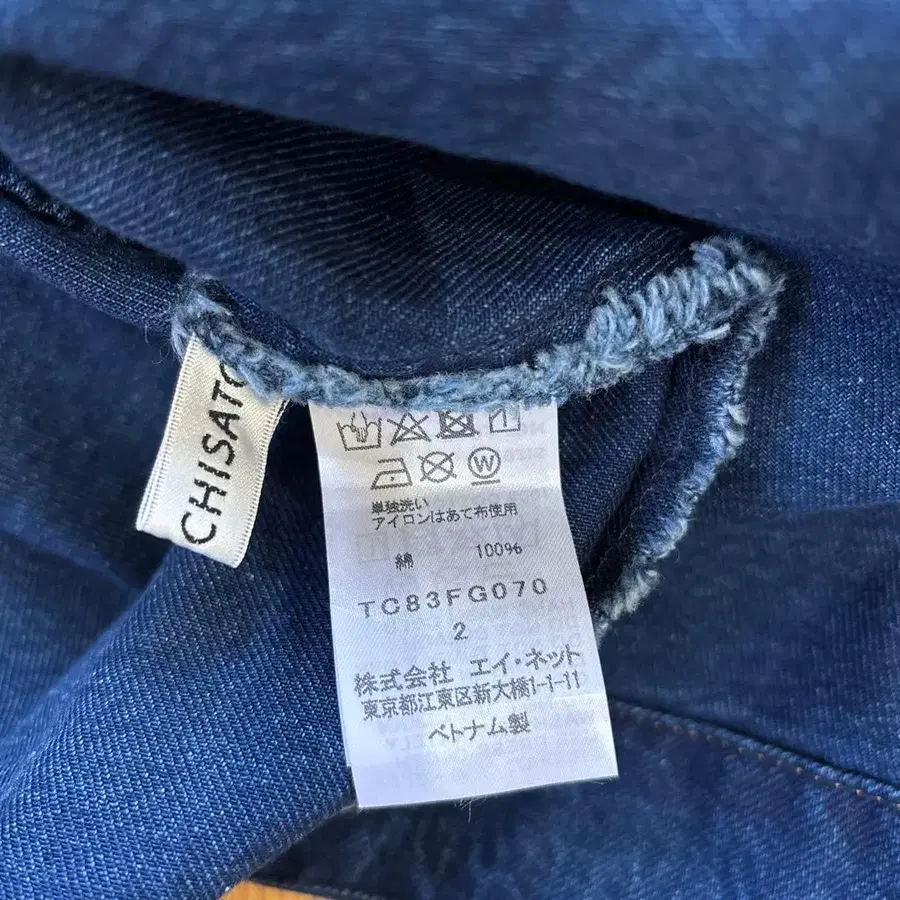 CHISATO
W
単独洗い
アイロンはあて布使用
綿 100%
TC83FG070
2
株式会社 エイ・ネット
東京都江東区新大橋1-1-11
ベトナム製